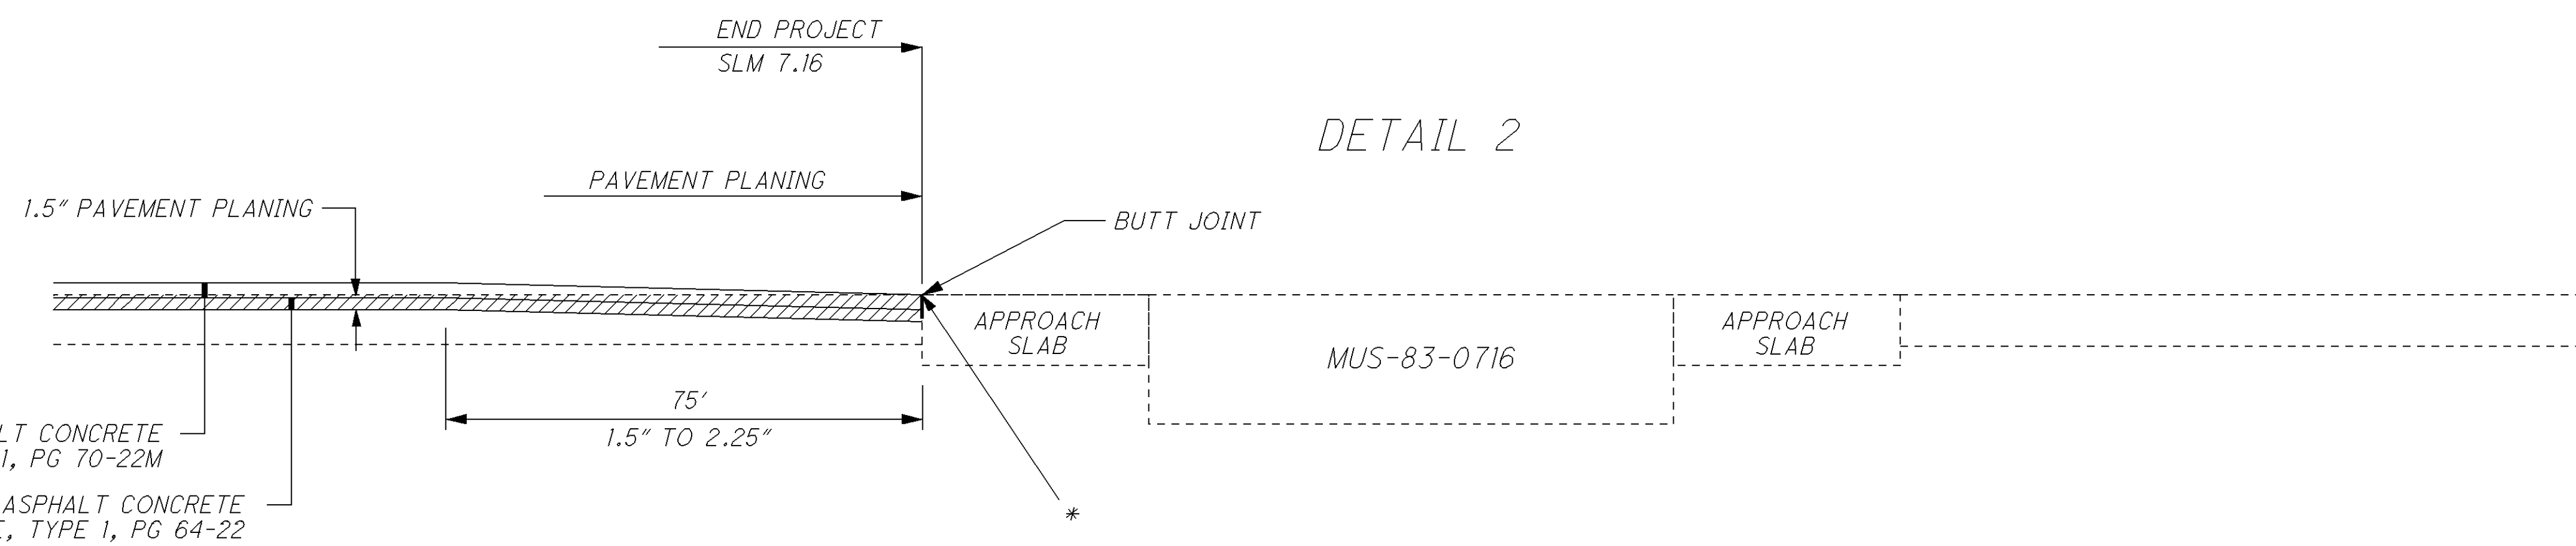 END PROJECT
SLM 7.16
DETAIL 2
PAVEMENT PLANING
1.5" PAVEMENT PLANING
BUTT JOINT
APPROACH
SLAB
MUS-83-0716
APPROACH
SLAB
75'
1.5" TO 2.25"
CONCRETE
1, PG 70-22M
ASPHALT CONCRETE
TYPE 1, PG 64-22
*